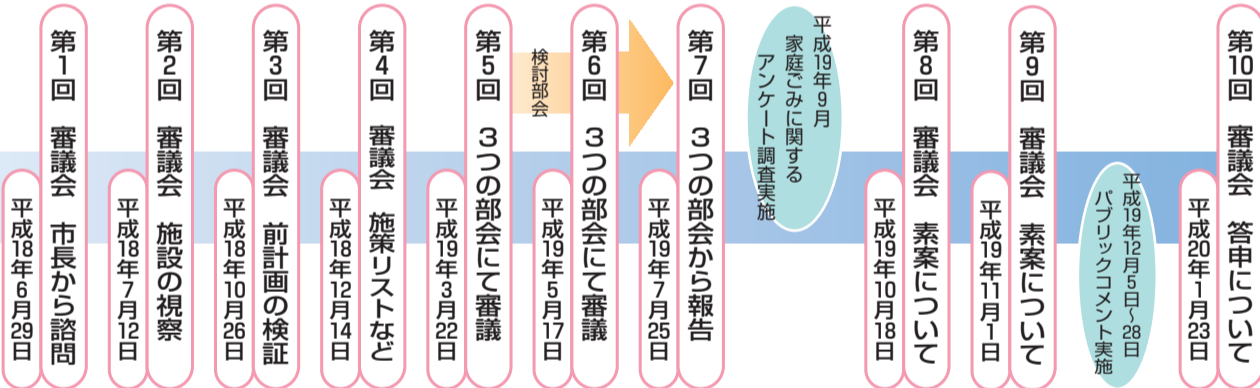 第1回　審議会　市長から諮問
平成18年6月29日
第2回　審議会　施設の視察
平成18年7月12日
第3回　審議会　前計画の検証
平成18年10月26日
第4回　審議会　施策リストなど
平成18年12月14日
第5回　3つの部会にて審議
平成19年3月22日
検討部会
第6回　3つの部会にて審議
平成19年5月17日
第7回　3つの部会から報告
平成19年7月25日
平成19年9月
家庭ごみに関する
アンケート調査実施
第8回　審議会　素案について
平成19年10月18日
第9回　審議会　素案について
平成19年11月1日
平成19年12月5日～28日
パブリックコメント実施
第10回　審議会　答申について
平成20年1月23日